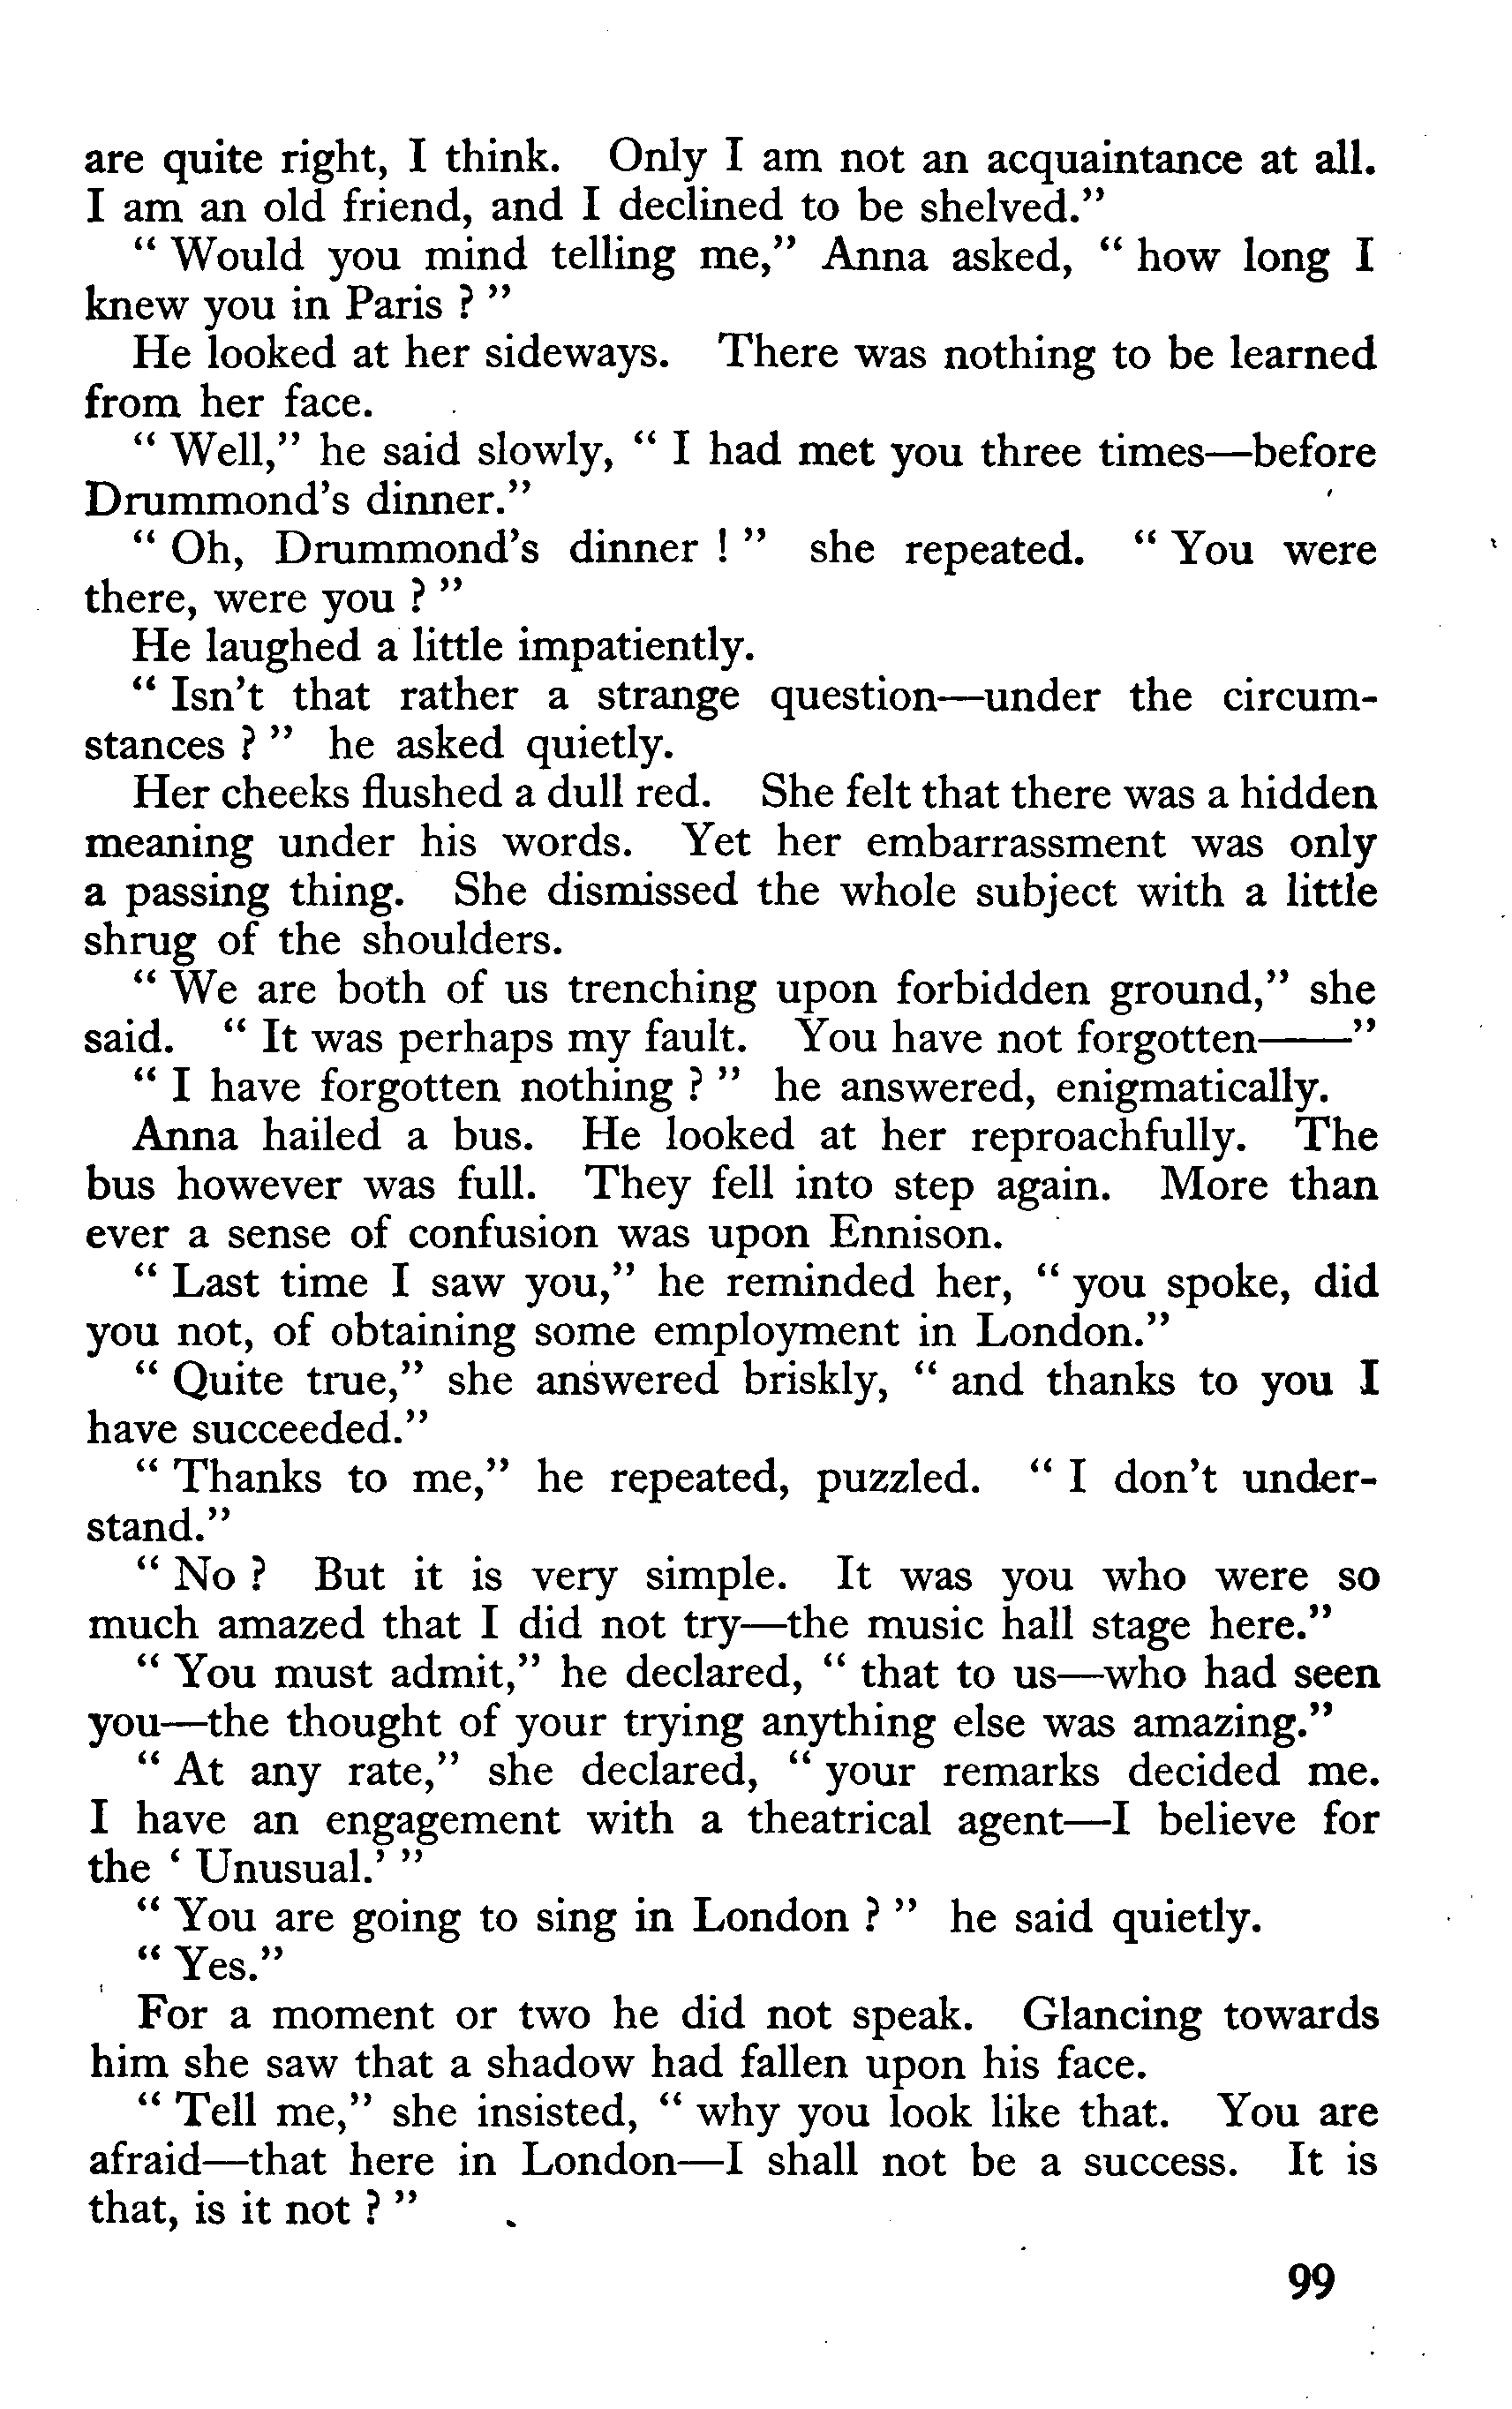 are quite right, I think. Only I am not an acquaintance at all.
I am an old friend, and I declined to be shelved.”
“ Would you mind telling me,” Anna asked, “ how long I
knew you in Paris ? ”
He looked at her sideways. There was nothing to be learned
from her face.
“ Well,” he said slowly, “ I had met you three times—before
Drummond’s dinner.”
“ Oh, Drummond’s dinner ! ” she repeated. “ You were
there, were you ? ”
He laughed a little impatiently.
“ Isn’t that rather a strange question—under the circum-
stances ? ” he asked quietly.
Her cheeks flushed a dull red. She felt that there was a hidden
meaning under his words. Yet her embarrassment was only
a passing thing. She dismissed the whole subject with a little
shrug of the shoulders.
“ We are both of us trenching upon forbidden ground,” she
said. “ It was perhaps my fault. You have not forgotten——”
“ I have forgotten nothing ? ” he answered, enigmatically.
Anna hailed a bus. He looked at her reproachfully. The
bus however was full. They fell into step again. More than
ever a sense of confusion was upon Ennison.
“ Last time I saw you,” he reminded her, “ you spoke, did
you not, of obtaining some employment in London.”
“ Quite true,” she answered briskly, “ and thanks to you I
have succeeded.”
“ Thanks to me,” he repeated, puzzled. “ I don’t under-
stand.”
“ No ? But it is very simple. It was you who were so
much amazed that I did not try—the music hall stage here.”
“ You must admit,” he declared, “ that to us—who had seen
you—the thought of your trying anything else was amazing.”
“ At any rate,” she declared, “ your remarks decided me.
I have an engagement with a theatrical agent—I believe for
the ‘ Unusual.’ ”
“ You are going to sing in London ? ” he said quietly.
“ Yes.”
For a moment or two he did not speak. Glancing towards
him she saw that a shadow had fallen upon his face.
“ Tell me,” she insisted, “ why you look like that. You are
afraid—that here in London—I shall not be a success. It is
that, is it not ? ”
99